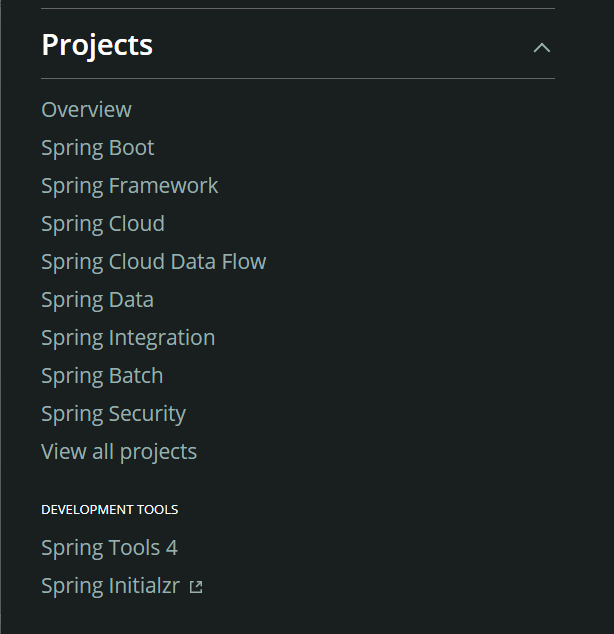 Projects
Overview
Spring Boot
Spring Framework
Spring Cloud
Spring Cloud Data Flow
Spring Data
Spring Integration
Spring Batch
Spring Security
View all projects
DEVELOPMENT TOOLS
Spring Tools 4
Spring Initialzr